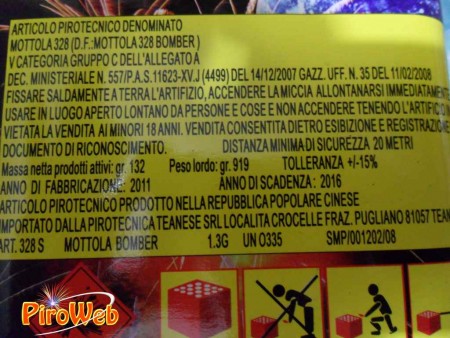 ARTICOLO PIROTECNICO DENOMINATO
MOTTOLA 328 (D.F.:MOTTOLA 328 BOMBER )
V CATEGORIA GRUPPO C DELL'ALLEGATO A
DEC. MINISTERIALE N. 557/P.A.S.11623-XV.J (4499) DEL 14/12/2007 GAZZ. UFF. N. 35 DEL 11/02/2008
FISSARE SALDAMENTE A TERRA L'ARTIFIZIO, ACCENDERE LA MICCIA ALLONTANARSI IMMEDIATAMENTE
USARE IN LUOGO APERTO LONTANO DA PERSONE E COSE E NON ACCENDERE TENENDO L'ARTIFICIO
VIETATA LA VENDITA AI MINORI 18 ANNI. VENDITA CONSENTITA DIETRO ESIBIZIONE E REGISTRAZIONE
DOCUMENTO DI RICONOSCIMENTO. DISTANZA MINIMA DI SICUREZZA 20 METRI
Massa netta prodotti attivi: gr. 132 Peso lordo: gr. 919 TOLLERANZA +/-15%
ANNO DI FABBRICAZIONE: 2011 ANNO DI SCADENZA : 2016
ARTICOLO PIROTECNICO PRODOTTO NELLA REPUBBLICA POPOLARE CINESE
IMPORTATO DALLA PIROTECNICA TEANESE SRL LOCALITA CROCELLE FRAZ. PUGLIANO 81057 TEAN
ART. 328 S MOTTOLA BOMBER 1.3G UN O335 SMP/001202/08
PiroWeb